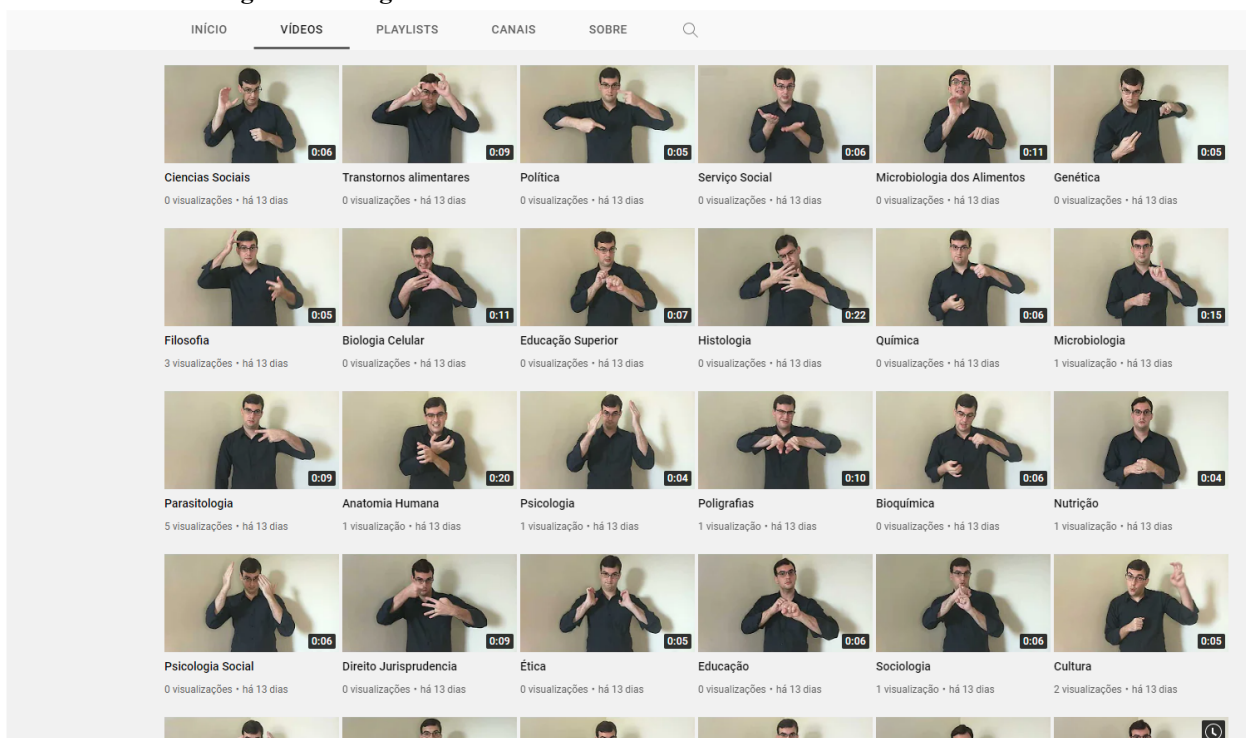 INÍCIO VÍDEOS PLAYLISTS CANAIS SOBRE
0:06 0:09 0:05 0:06 0:11 0:05
Ciencias Sociais Transtornos alimentares Política Serviço Social Microbiologia dos Alimentos Genética
0 visualizações • há 13 dias 0 visualizações • há 13 dias 0 visualizações • há 13 dias 0 visualizações • há 13 dias 0 visualizações • há 13 dias 0 visualizações • há 13 dias
0:05 0:11 0:07 0:22 0:06 0:15
Filosofia Biologia Celular Educação Superior Histologia Química Microbiologia
3 visualizações • há 13 dias 0 visualizações • há 13 dias 0 visualizações • há 13 dias 0 visualizações • há 13 dias 0 visualizações • há 13 dias 1 visualização • há 13 dias
0:09 0:20 0:04 0:10 0:06 0:04
Parasitologia Anatomia Humana Psicologia Poligrafias Bioquímica Nutrição
5 visualizações • há 13 dias 1 visualização • há 13 dias 1 visualização • há 13 dias 1 visualização • há 13 dias 0 visualizações • há 13 dias 1 visualização • há 13 dias
0:06 0:09 0:05 0:06 0:06 0:05
Psicologia Social Direito Jurisprudencia Ética Educação Sociologia Cultura
0 visualizações • há 13 dias 0 visualizações • há 13 dias 0 visualizações • há 13 dias 0 visualizações • há 13 dias 1 visualização • há 13 dias 2 visualizações • há 13 dias